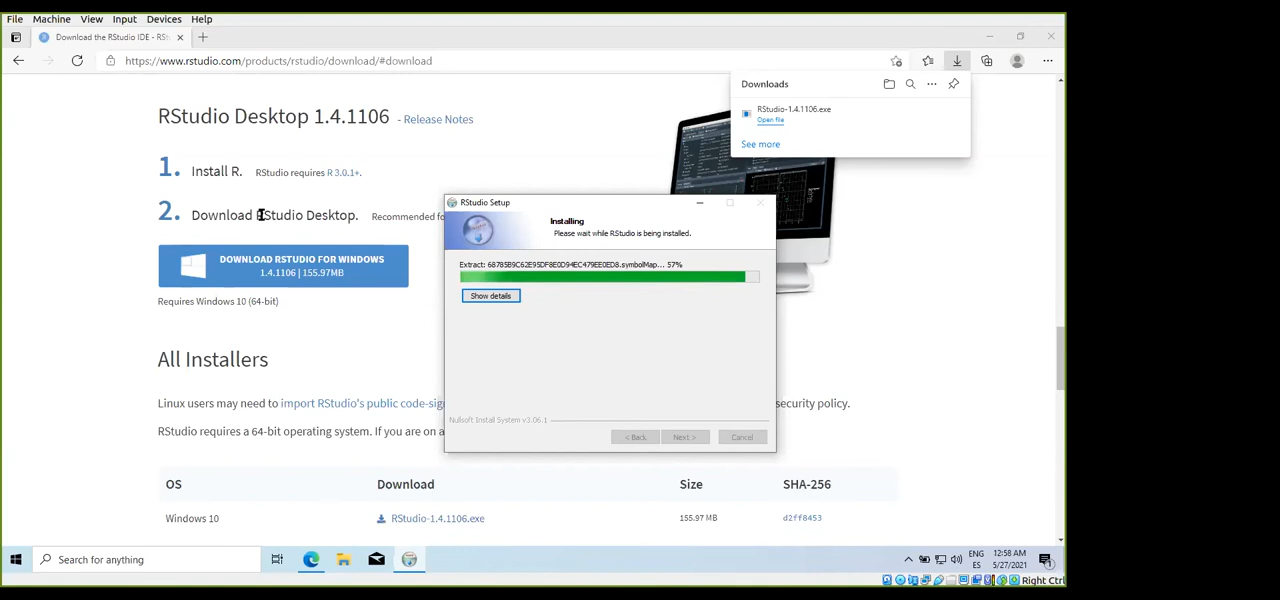 File Machine View Input Devices Help
Download the RStudio IDE - RSt
https://www.rstudio.com/products/rstudio/download/#download
Downloads
RStudio-1.4.1106.exe
Open file
See more
RStudio Desktop 1.4.1106 - Release Notes
1. Install R. RStudio requires R 3.0.1+.
2. Download RStudio Desktop. Recommended fo
DOWNLOAD RSTUDIO FOR WINDOWS
1.4.1106 | 155.97MB
Requires Windows 10 (64-bit)
RStudio Setup
Installing
Please wait while RStudio is being installed.
Extract: 68785B9C62E95DF8E0D94EC479EE0ED8.symbolMap... 57%
Show details
Nullsoft Install System v3.06.1
< Back Next > Cancel
All Installers
Linux users may need to import RStudio's public code-sig security policy.
RStudio requires a 64-bit operating system. If you are on a
OS Download Size SHA-256
Windows 10 RStudio-1.4.1106.exe 155.97 MB d2ff8453
Search for anything
ENG
ES
12:58 AM
5/27/2021
1
Right Ctrl